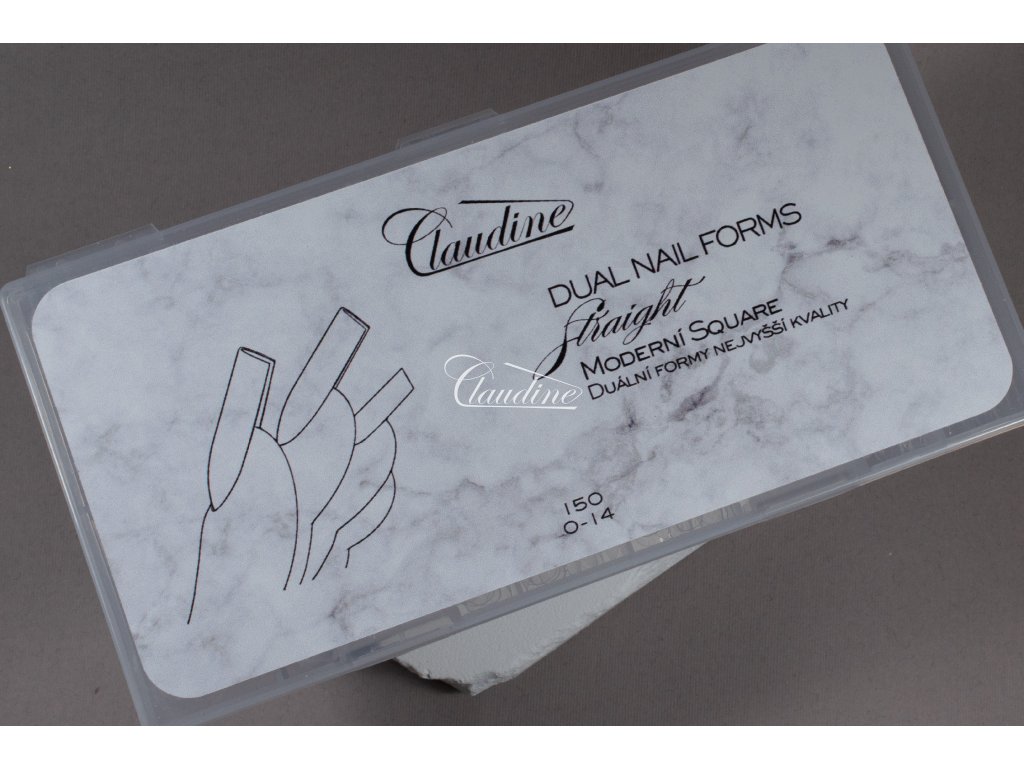 Claudine
DUAL NAIL FORMS
Straight
MODERNÍ SQUARE
DUÁLNÍ FORMY NEJVYŠŠÍ KVALITY
Claudine
150
0-14